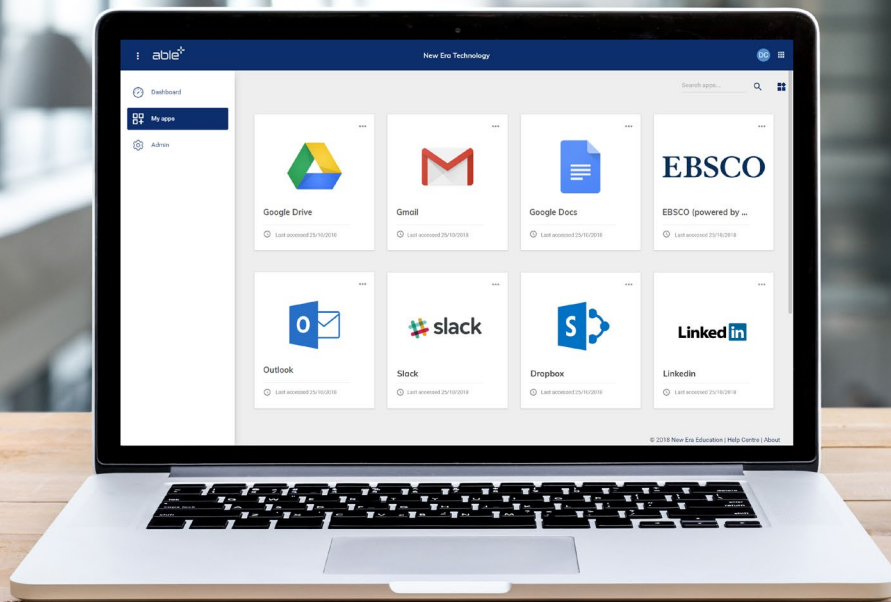 able+
New Era Technology
DC
Dashboard
My apps
Admin
Search apps...
Google Drive
Last accessed 25/10/2018
Gmail
Last accessed 25/10/2018
Google Docs
Last accessed 25/10/2018
EBSCO
EBSCO (powered by ...
Last accessed 25/10/2018
O
Outlook
Last accessed 25/10/2018
slack
Slack
Last accessed 25/10/2018
S
Dropbox
Last accessed 25/10/2018
Linked in
Linkedin
Last accessed 25/10/2018
© 2018 New Era Education | Help Centre | About